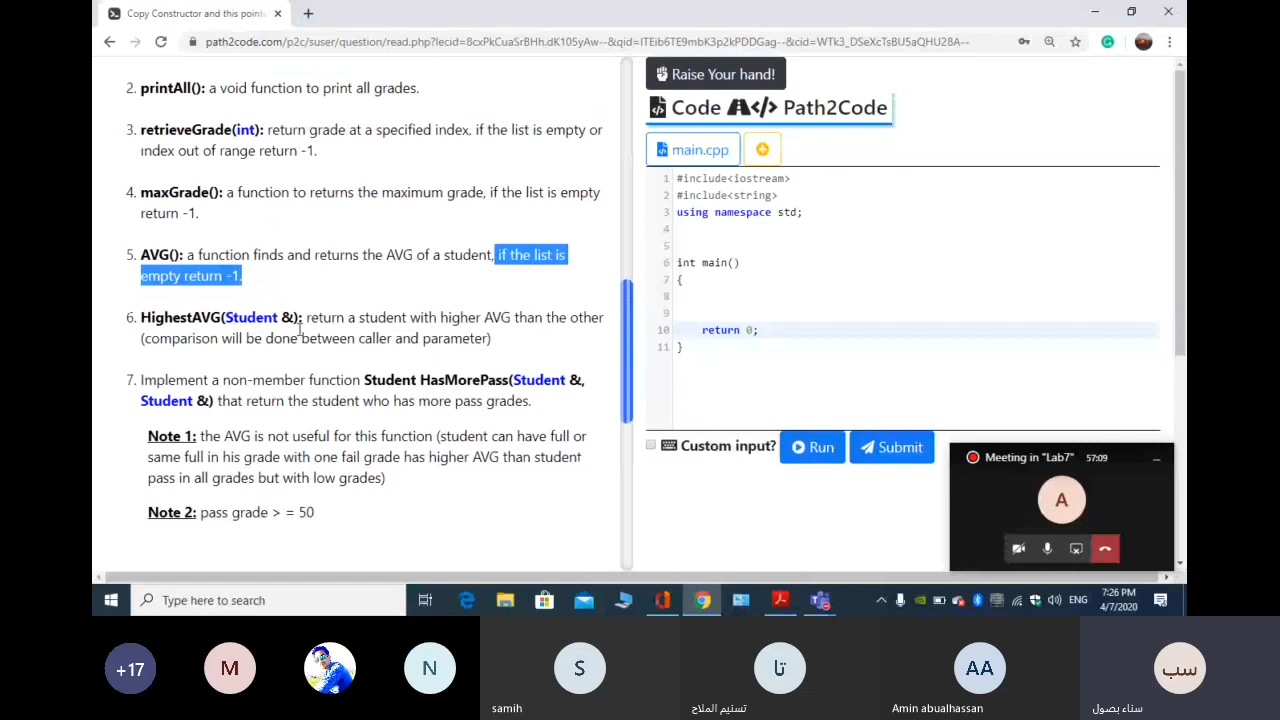 Copy Constructor and this point
path2code.com/p2c/suser/question/read.php?lecid=8cxPkCuaSrBHh.dK105yAw--&qid=ITEib6TE9mbK3p2kPDDGag--&cid=WTk3_DSeXcTsBU5aQHU28A--
2. printAll(): a void function to print all grades.
3. retrieveGrade(int): return grade at a specified index, if the list is empty or
index out of range return -1.
4. maxGrade(): a function to returns the maximum grade, if the list is empty
return -1.
5. AVG(): a function finds and returns the AVG of a student, if the list is
empty return -1.
6. HighestAVG(Student &): return a student with higher AVG than the other
(comparison will be done between caller and parameter)
7. Implement a non-member function Student HasMorePass(Student &,
Student &) that return the student who has more pass grades.
Note 1: the AVG is not useful for this function (student can have full or
same full in his grade with one fail grade has higher AVG than student
pass in all grades but with low grades)
Note 2: pass grade > = 50
Raise Your hand!
Code </> Path2Code
main.cpp
1 #include<iostream>
2 #include<string>
3 using namespace std;
4
5
6 int main()
7 {
8
9
10 return 0;
11 }
Custom input? Run Submit
Meeting in "Lab7" 57:09
A
Type here to search
ENG
7:26 PM
4/7/2020
+17
M
N
S
تا
AA
سب
samih
تسنيم الملاح
Amin abualhassan
سناء بصول